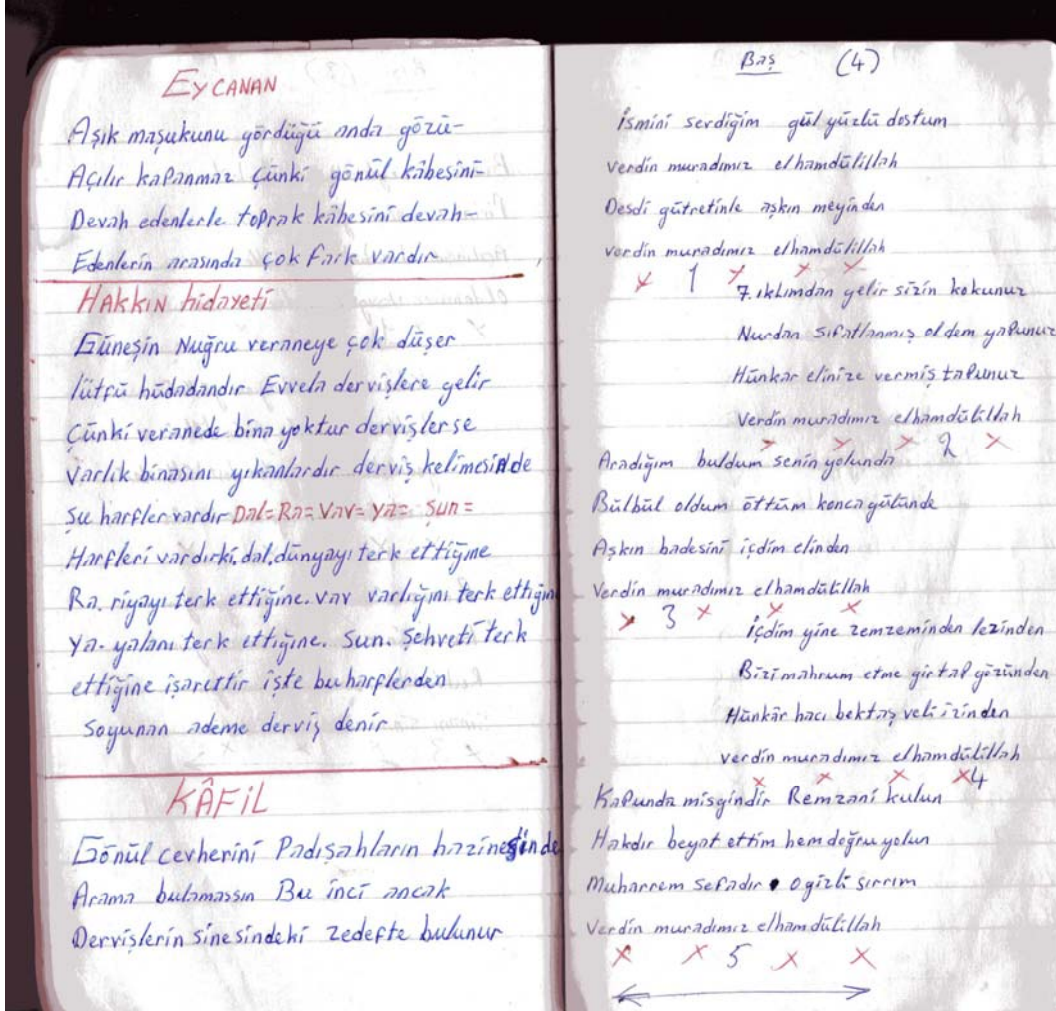 EYCANAN
Aşık maşukunu gördüğü anda gözü-
Açılır kapanmaz çünki gönül kâbesini-
Devah edenlerle toprak kâbesini devah-
Edenlerin arasında çok fark vardır
HAKKIN hidayeti
Güneşin Nuğru veraneye çok düşer
lütfü hüdadandır Evvela dervişlere gelir
Çünki veranede bina yoktur dervişlerse
varlık binasını yıkanlardır derviş kelimesinde
şu harfler vardır Dal= Ra= Vav= Ya= Şun=
Harfleri vardırki. dal. dünyayı terk ettiğine
Ra. riyayı terk ettiğine. vav varlığını terk ettiğin
Ya- yalanı terk ettiğine. Sun. Şehveti terk
ettiğine işarettir işte bu harflerden
Soyunan ademe derviş denir
KÂFİL
Gönül cevherini Padışahların hazinesinde
Arama bulamassın Bu inci ancak
Dervişlerin sinesindeki zedefte bulunur
Baş (4)
İsmini serdiğim gül yüzlü dostum
verdin muradımız elhamdülillah
Desdi gütretinle aşkın meyinden
verdin muradımız elhamdülillah
x 1 x x x
7. iklımdan gelir sizin kokunuz
Nurdan sıfatlanmış oldem yapunuz
Hünkar elinize vermiş tapunuz
Verdin muradımız elhamdülillah
x x x 2 x
Aradığım buldum senin yolunda
Bülbül oldum öttüm konca gülünde
Aşkın badesini içdim elinden
Verdin muradımız elhamdülillah
x 3 x x x
İçdim yine zemzeminden lezinden
Bizi mahrum etme girtap gözünden
Hünkâr hacı bektaş veli izinden
verdin muradımız elhamdülillah
x x x x4
Kapunda misgindir Remzani kulun
Hakdır beyat ettim hem doğru yolun
Muharrem Sefadır o gizli sırrım
Verdin muradımız elhamdülillah
x x 5 x x